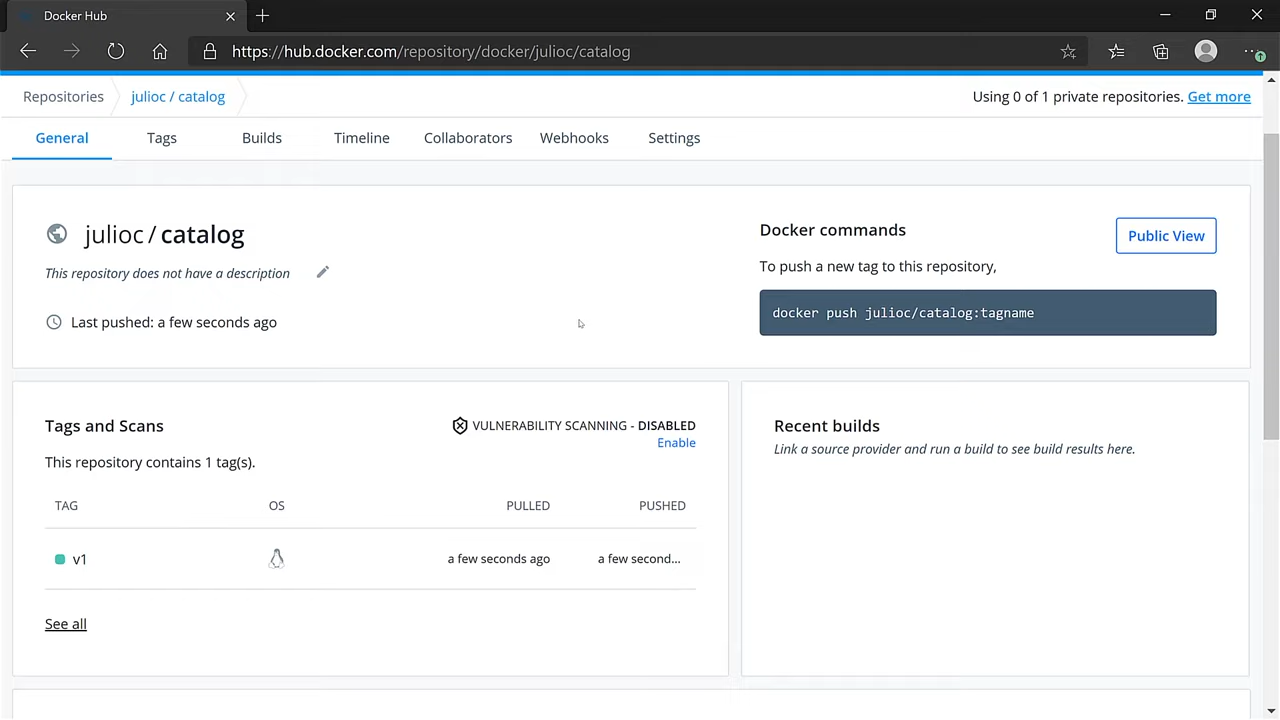 Docker Hub
https://hub.docker.com/repository/docker/julioc/catalog
Repositories
julioc / catalog
Using 0 of 1 private repositories. Get more
General
Tags
Builds
Timeline
Collaborators
Webhooks
Settings
julioc / catalog
This repository does not have a description
Last pushed: a few seconds ago
Docker commands
Public View
To push a new tag to this repository,
docker push julioc/catalog:tagname
Tags and Scans
VULNERABILITY SCANNING - DISABLED
Enable
This repository contains 1 tag(s).
TAG
OS
PULLED
PUSHED
v1
a few seconds ago
a few second...
See all
Recent builds
Link a source provider and run a build to see build results here.